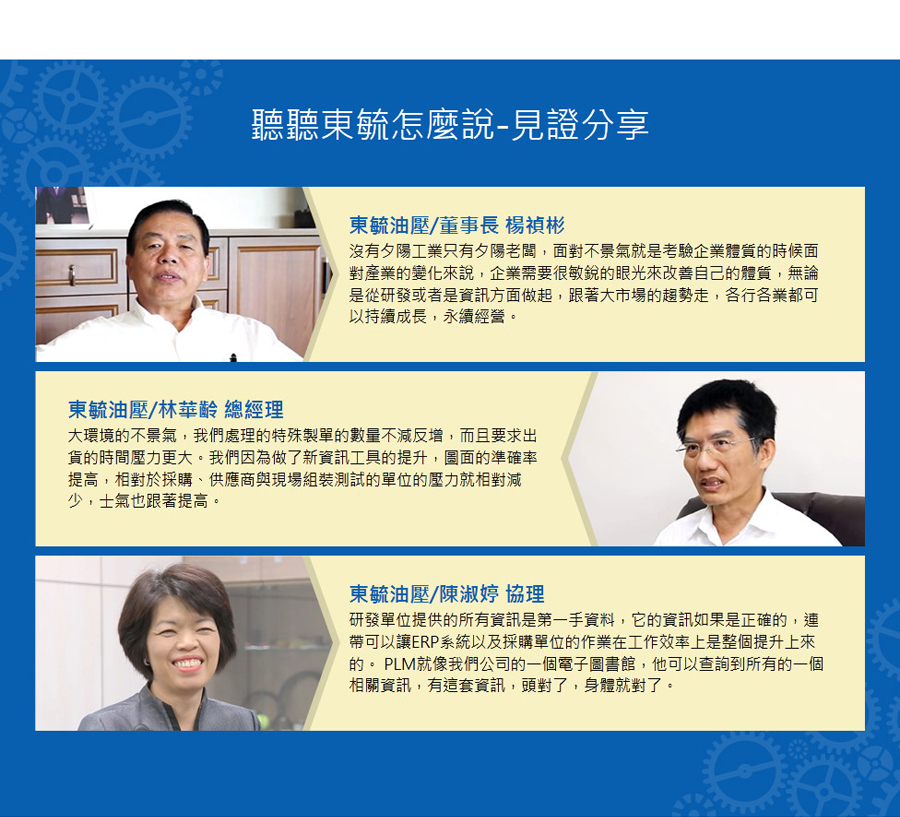 聽聽東毓怎麼說-見證分享
東毓油壓/董事長 楊禎彬
沒有夕陽工業只有夕陽老闆，面對不景氣就是考驗企業體質的時候面
對產業的變化來說，企業需要很敏銳的眼光來改善自己的體質，無論
是從研發或者是資訊方面做起，跟著大市場的趨勢走，各行各業都可
以持續成長，永續經營。
東毓油壓/林華齡 總經理
大環境的不景氣，我們處理的特殊製單的數量不減反增，而且要求出
貨的時間壓力更大。我們因為做了新資訊工具的提升，圖面的準確率
提高，相對於採購、供應商與現場組裝測試的單位的壓力就相對減
少，士氣也跟著提高。
東毓油壓/陳淑婷 協理
研發單位提供的所有資訊是第一手資料，它的資訊如果是正確的，連
帶可以讓ERP系統以及採購單位的作業在工作效率上是整個提升上來
的。 PLM就像我們公司的一個電子圖書館，他可以查詢到所有的一個
相關資訊，有這套資訊，頭對了，身體就對了。